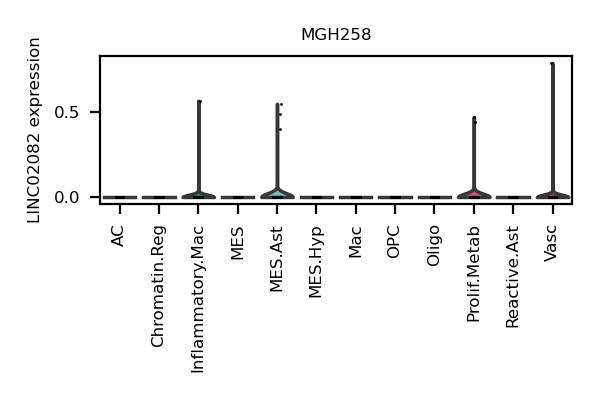 MGH258
LINC02082 expression
0.5
0.0
AC
Chromatin.Reg
Inflammatory.Mac
MES
MES.Ast
MES.Hyp
Mac
OPC
Oligo
Prolif.Metab
Reactive.Ast
Vasc